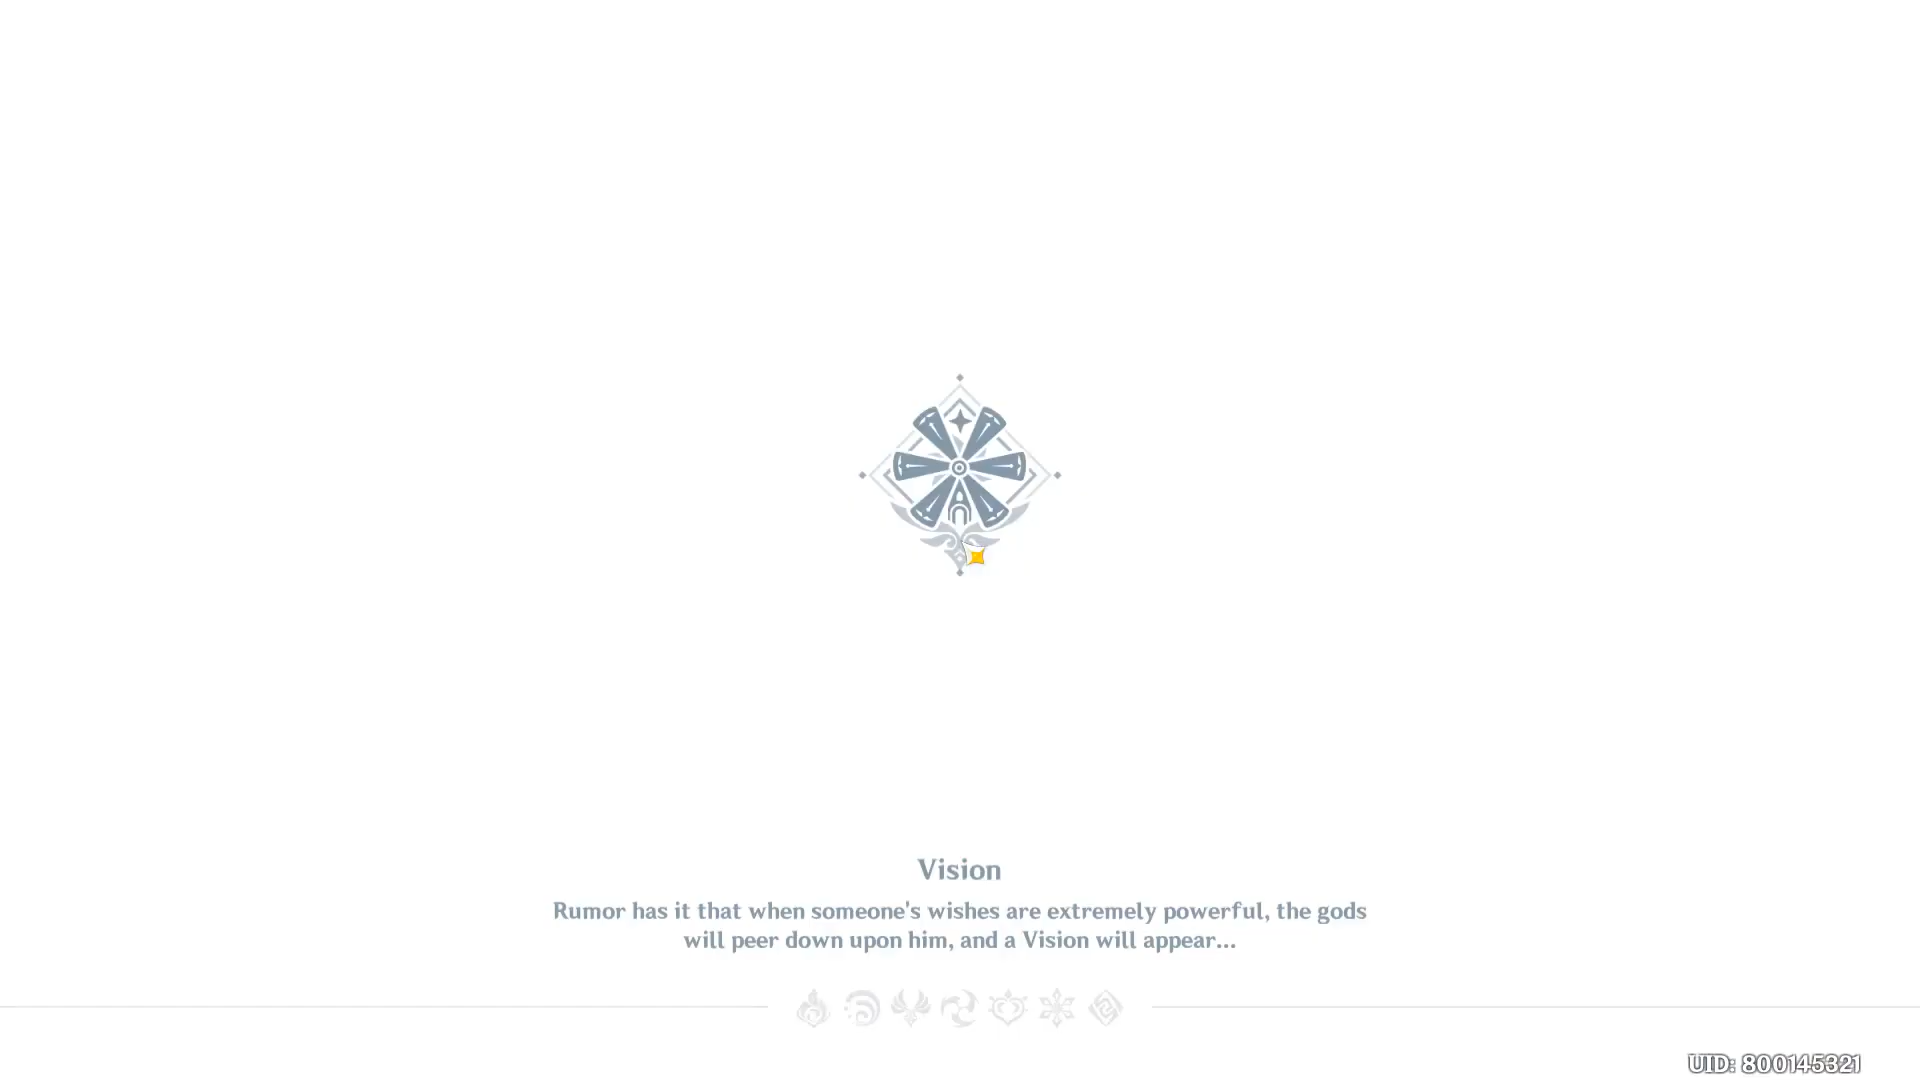 Vision
Rumor has it that when someone's wishes are extremely powerful, the gods
will peer down upon him, and a Vision will appear...
UID: 800145321